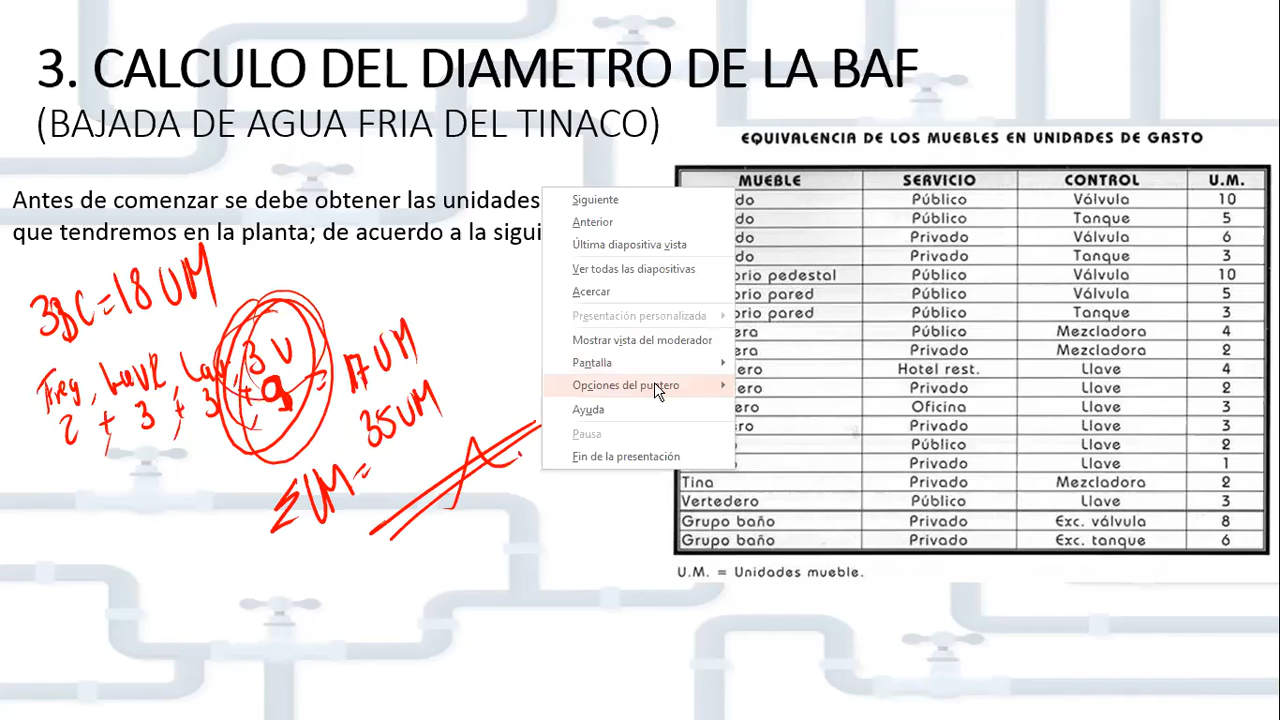 3. CALCULO DEL DIAMETRO DE LA BAF
(BAJADA DE AGUA FRIA DEL TINACO)
Antes de comenzar se debe obtener las unidades
que tendremos en la planta; de acuerdo a la sigui
3BC=18 UM
Freg, LavR, Lav, 3 V
2 + 3 + 3 + 9
17 UM
35UM
ΣUM=
Siguiente
Anterior
Última diapositiva vista
Ver todas las diapositivas
Acercar
Presentación personalizada
Mostrar vista del moderador
Pantalla
Opciones del puntero
Ayuda
Pausa
Fin de la presentación
EQUIVALENCIA DE LOS MUEBLES EN UNIDADES DE GASTO
MUEBLE SERVICIO CONTROL U.M.
do Público Válvula 10
do Público Tanque 5
do Privado Válvula 6
do Privado Tanque 3
orio pedestal Público Válvula 10
orio pared Público Válvula 5
orio pared Público Tanque 3
era Público Mezcladora 4
era Privado Mezcladora 2
ero Hotel rest. Llave 4
ero Privado Llave 2
ero Oficina Llave 3
ero Privado Llave 3
Público Llave 2
Privado Llave 1
Tina Privado Mezcladora 2
Vertedero Público Llave 3
Grupo baño Privado Exc. válvula 8
Grupo baño Privado Exc. tanque 6
U.M. = Unidades mueble.